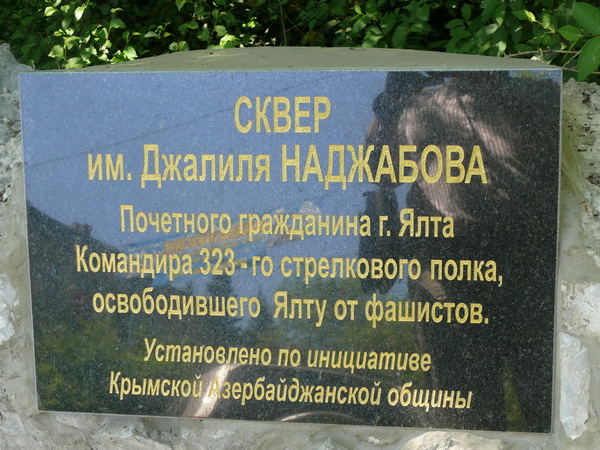 СКВЕР
им. Джалиля НАДЖАБОВА
Почетного гражданина г. Ялта
Командира 323 - го стрелкового полка,
освободившего Ялту от фашистов.
Установлено по инициативе
Крымской Азербайджанской общины